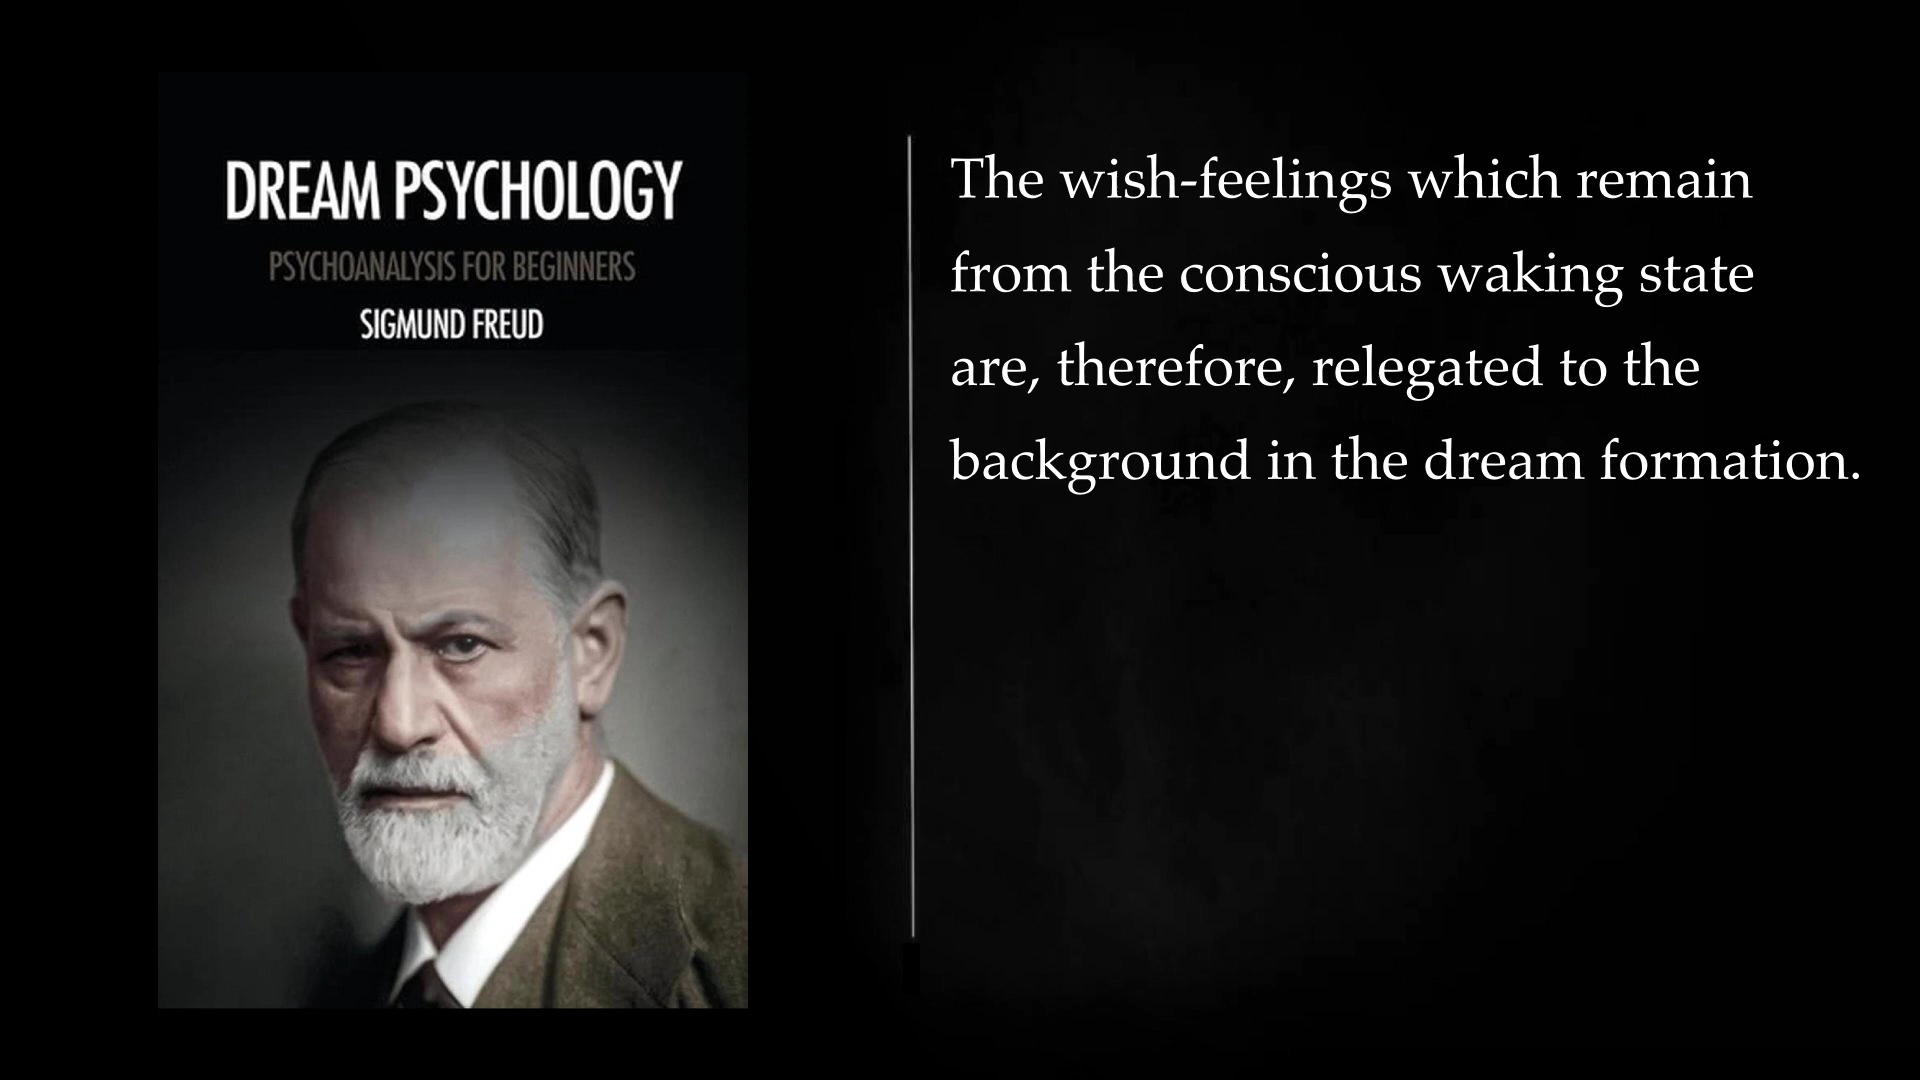 DREAM PSYCHOLOGY
PSYCHOANALYSIS FOR BEGINNERS
SIGMUND FREUD
The wish-feelings which remain
from the conscious waking state
are, therefore, relegated to the
background in the dream formation.